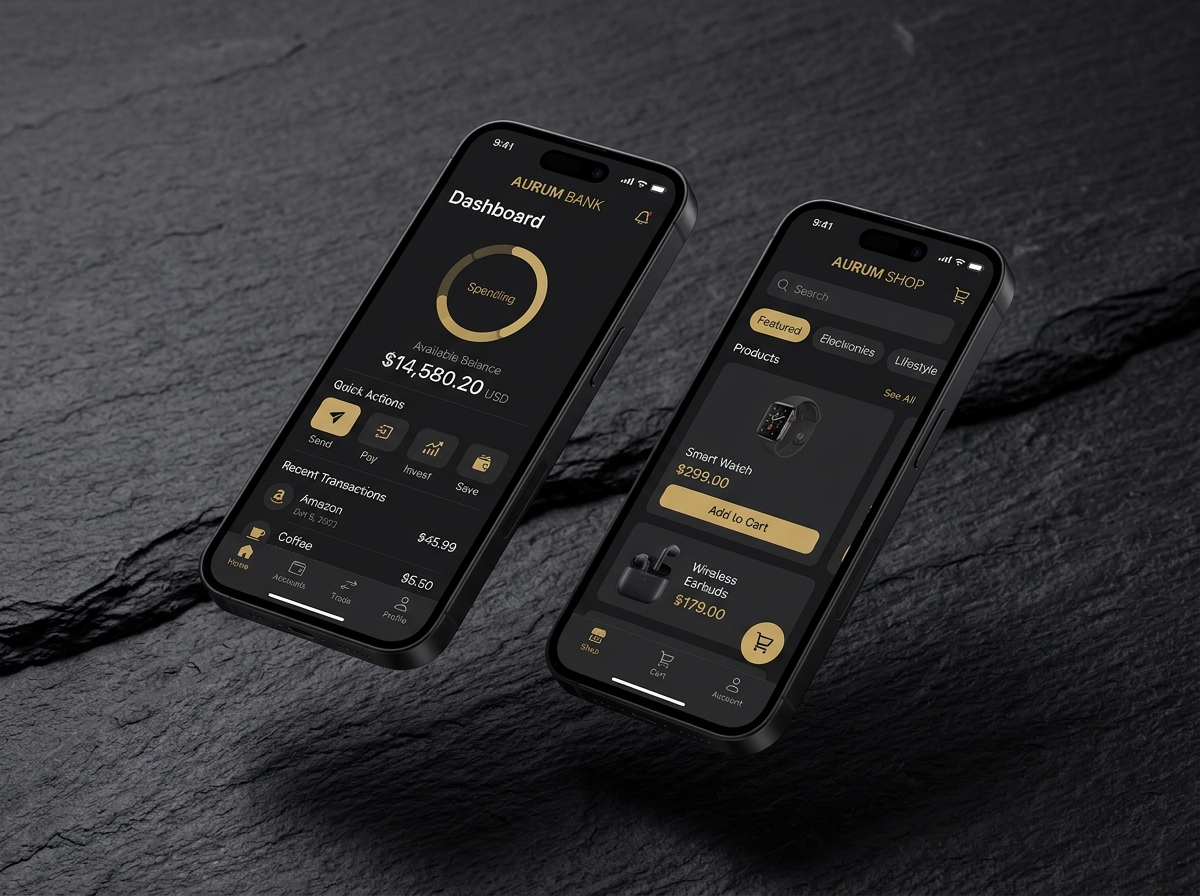 9:41
AURUM BANK
Dashboard
Spending
Available Balance
$14,580.20 USD
Quick Actions
Send
Pay
Invest
Save
Recent Transactions
Amazon
$45.99
Coffee
$5.50
Home
Accounts
Trade
Profile
9:41
AURUM SHOP
Search
Featured
Elecwonies
Lifestyle
Products
See All
Smart Watch
$299.00
Add to Cart
Wireless
Earbuds
$179.00
Shop
Cart
Account